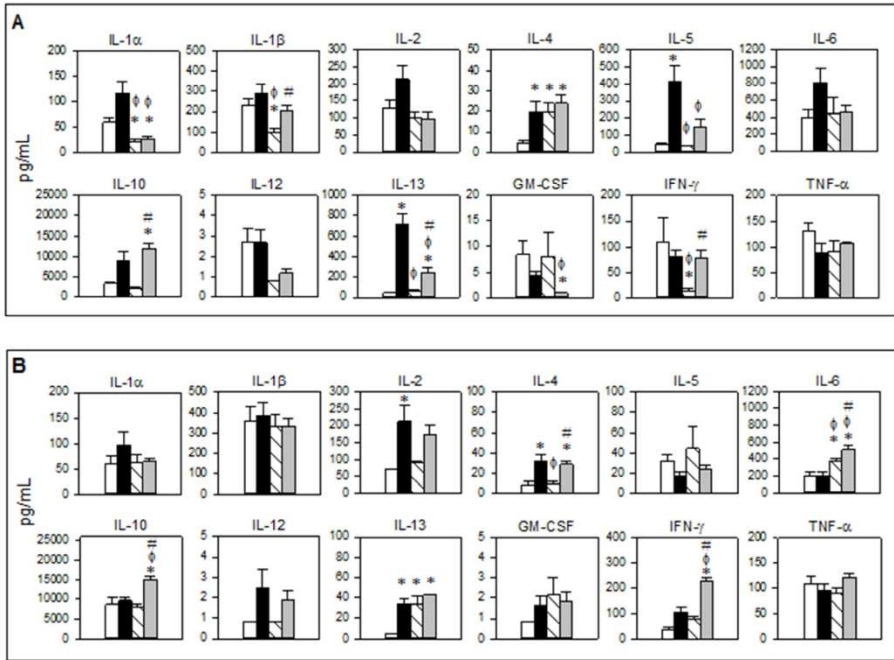 A
IL-1α IL-1β IL-2 IL-4 IL-5 IL-6
200 500 300 40 600 1200
150 400 250 30 500 1000
100 300 200 20 400 800
50 200 150 10 300 600
0 100 100 0 200 400
0 50 100 200
0 0 0
ϕ ϕ ϕ # * * * * ϕ ϕ
* * *
pg/mL
IL-10 IL-12 IL-13 GM-CSF IFN-γ TNF-α
25000 5 1000 20 200 200
20000 4 800 15 150 150
15000 3 600 10 100 100
10000 2 400 5 50 50
5000 1 200 0 0 0
0 0 0
# * * ϕ # ϕ * ϕ * ϕ * #
B
IL-1α IL-1β IL-2 IL-4 IL-5 IL-6
200 500 300 100 100 1200
150 400 250 80 80 1000
100 300 200 60 60 800
50 200 150 40 40 600
0 100 100 20 20 400
0 50 0 0 200
0 0
* * ϕ # * ϕ * # ϕ *
pg/mL
IL-10 IL-12 IL-13 GM-CSF IFN-γ TNF-α
25000 5 100 5 400 200
20000 4 80 4 300 150
15000 3 60 3 200 100
10000 2 40 2 100 50
5000 1 20 1 0 0
0 0 0 0
# ϕ * * * * # ϕ *